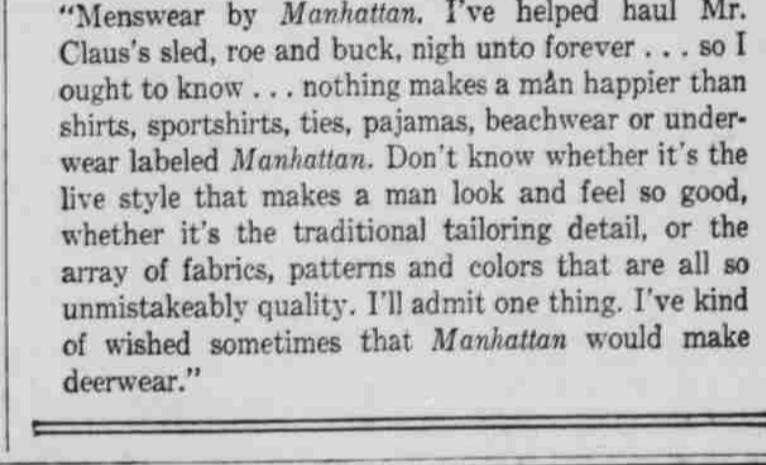 “Menswear by Manhattan. I've helped haul Mr.
Claus's sled, roe and buck, nigh unto forever . . . so I
ought to know . . . nothing makes a man happier than
shirts, sportshirts, ties, pajamas, beachwear or under-
wear labeled Manhattan. Don't know whether it's the
live style that makes a man look and feel so good,
whether it's the traditional tailoring detail, or the
array of fabrics, patterns and colors that are all so
unmistakeably quality. I'll admit one thing. I've kind
of wished sometimes that Manhattan would make
deerwear.”